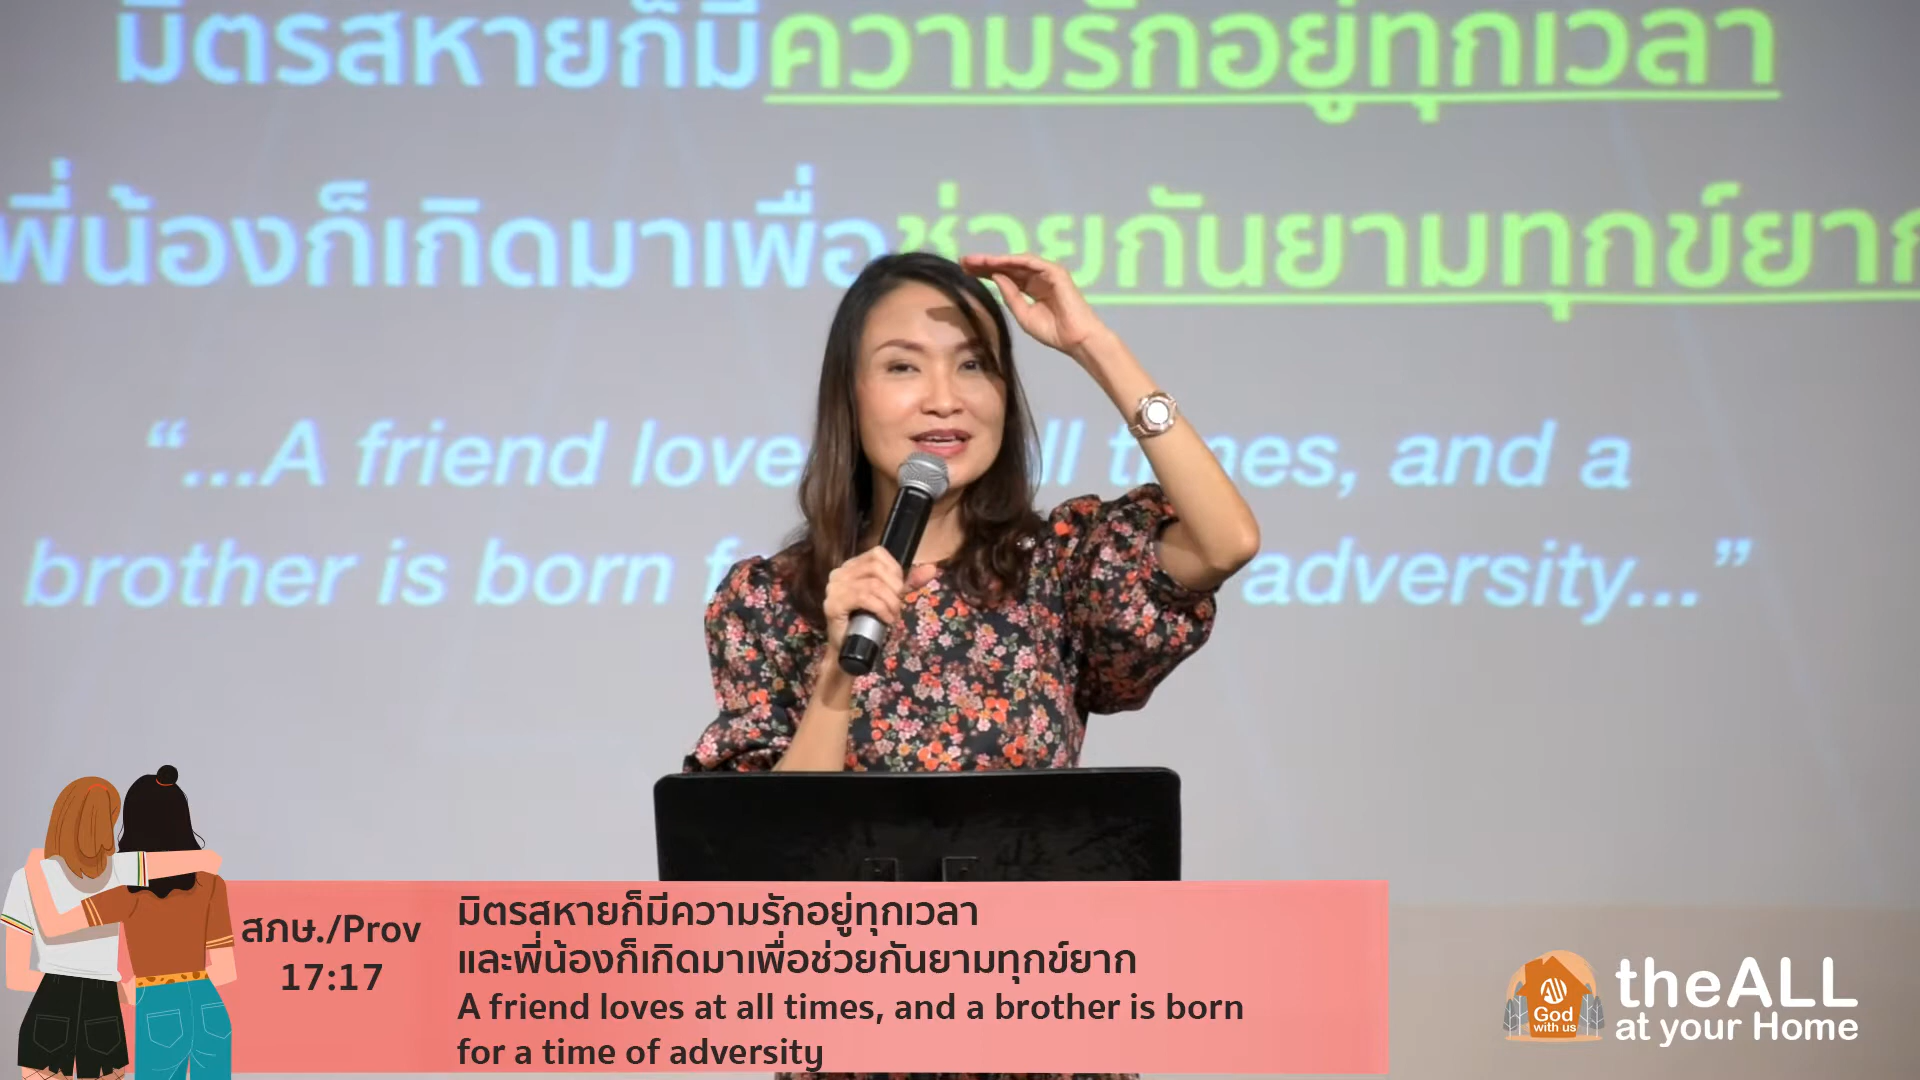 มิตรสหายก็มีความรักอยู่ทุกเวลา
พี่น้องก็เกิดมาเพื่อช่วยกันยามทุกข์ยาก
“...A friend love all times, and a
brother is born adversity...”
สภษ./Prov
17:17
มิตรสหายก็มีความรักอยู่ทุกเวลา
และพี่น้องก็เกิดมาเพื่อช่วยกันยามทุกข์ยาก
A friend loves at all times, and a brother is born
for a time of adversity
All
God
with us
theALL
at your Home